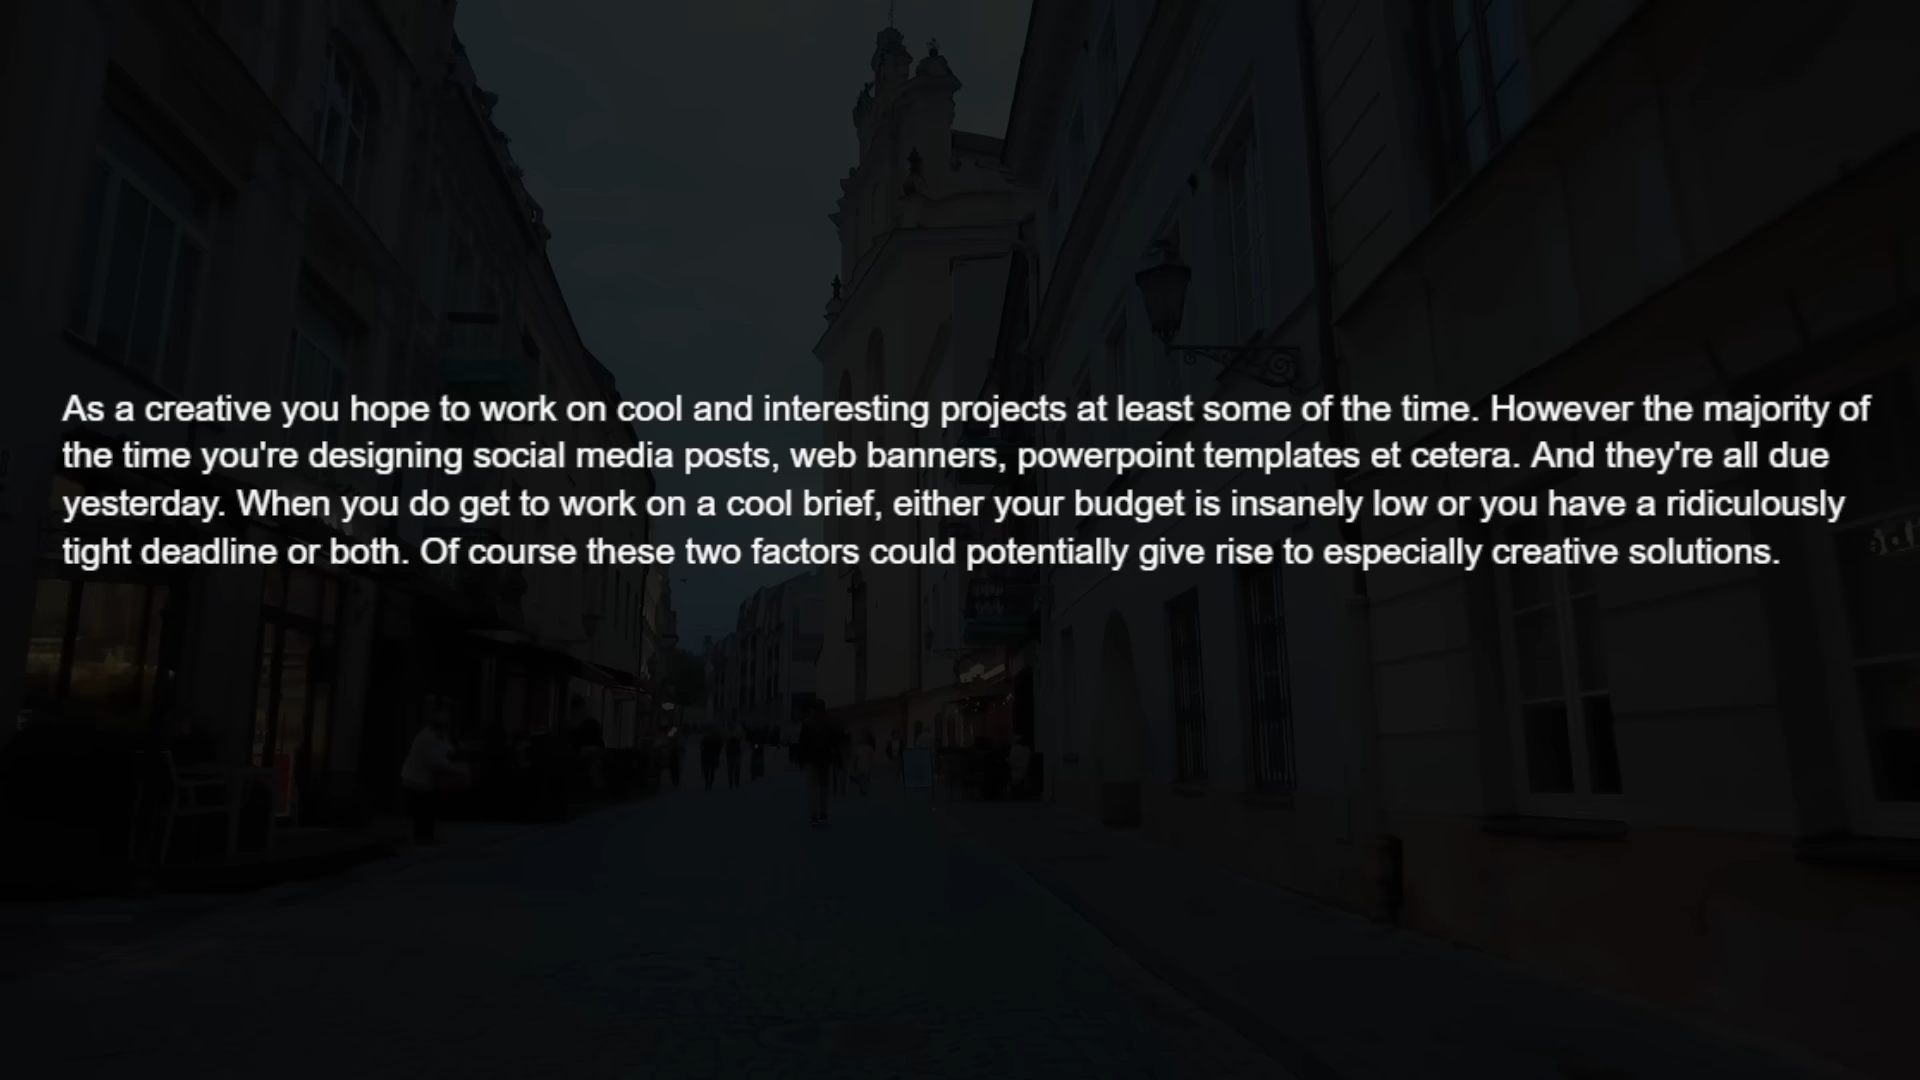 As a creative you hope to work on cool and interesting projects at least some of the time. However the majority of
the time you're designing social media posts, web banners, powerpoint templates et cetera. And they're all due
yesterday. When you do get to work on a cool brief, either your budget is insanely low or you have a ridiculously
tight deadline or both. Of course these two factors could potentially give rise to especially creative solutions.